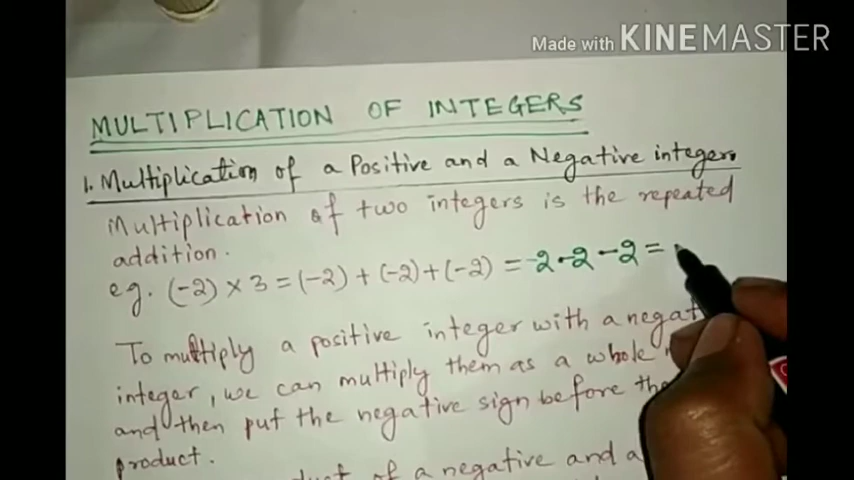 Made with KINEMASTER
MULTIPLICATION OF INTEGERS
1. Multiplication of a Positive and a Negative integer.
Multiplication of two integers is the repeated
addition.
eg. (-2) × 3 = (-2) + (-2) + (-2) = -2 -2 -2 =
To multiply a positive integer with a negat
integer, we can multiply them as a whole
and then put the negative sign before the
product.
of a negative and a